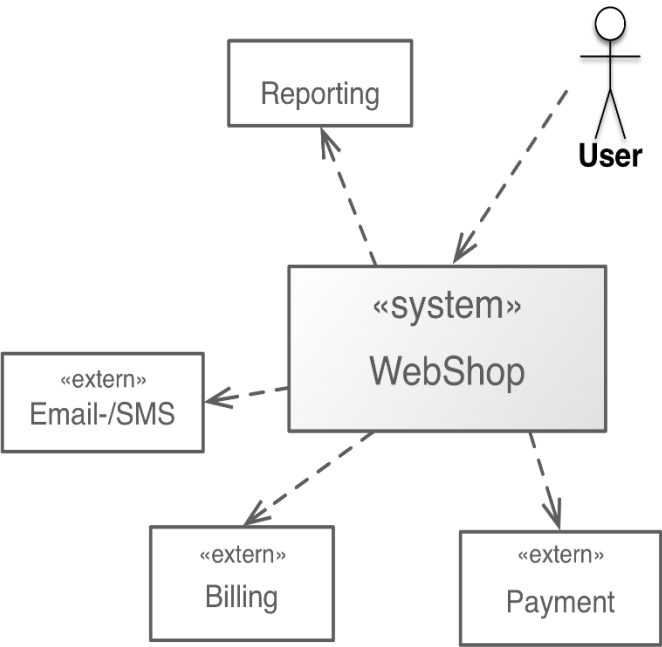 Reporting
User
«system»
WebShop
«extern»
Email-/SMS
«extern»
Billing
«extern»
Payment